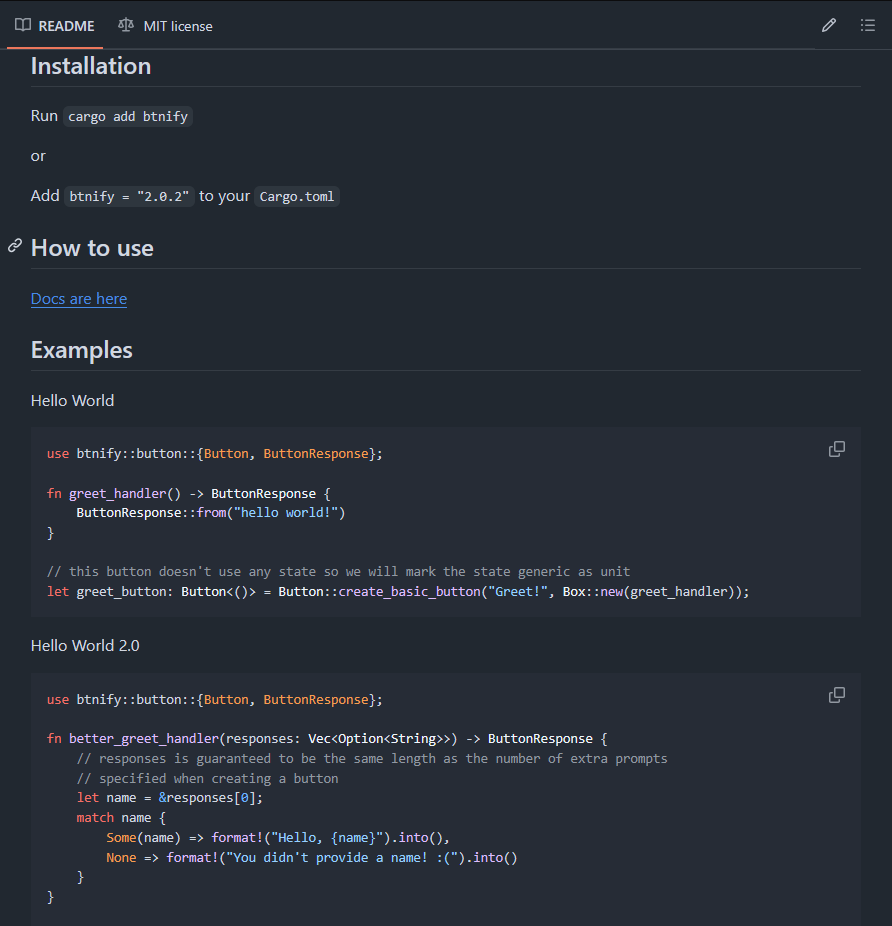 README MIT license
Installation
Run cargo add btnify
or
Add btnify = "2.0.2" to your Cargo.toml
How to use
Docs are here
Examples
Hello World
use btnify::button::{Button, ButtonResponse};
fn greet_handler() -> ButtonResponse {
    ButtonResponse::from("hello world!")
}
// this button doesn't use any state so we will mark the state generic as unit
let greet_button: Button<()> = Button::create_basic_button("Greet!", Box::new(greet_handler));
Hello World 2.0
use btnify::button::{Button, ButtonResponse};
fn better_greet_handler(responses: Vec<Option<String>>) -> ButtonResponse {
    // responses is guaranteed to be the same length as the number of extra prompts
    // specified when creating a button
    let name = &responses[0];
    match name {
        Some(name) => format!("Hello, {name}").into(),
        None => format!("You didn't provide a name! :(").into()
    }
}